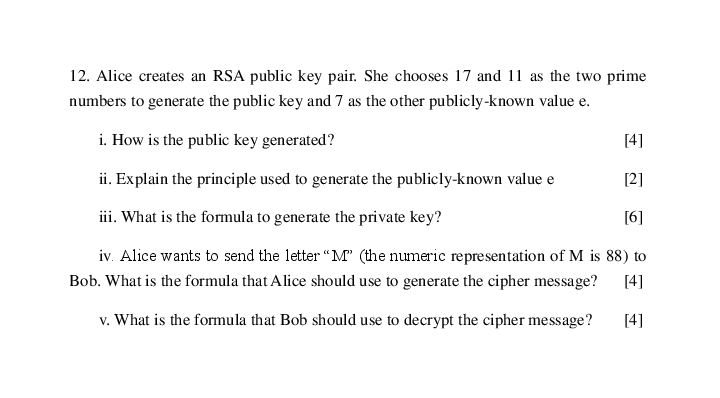 12. Alice creates an RSA public key pair. She chooses 17 and 11 as the two prime
numbers to generate the public key and 7 as the other publicly-known value e.
i. How is the public key generated? [4]
ii. Explain the principle used to generate the publicly-known value e [2]
iii. What is the formula to generate the private key? [6]
iv. Alice wants to send the letter “M” (the numeric representation of M is 88) to
Bob. What is the formula that Alice should use to generate the cipher message? [4]
v. What is the formula that Bob should use to decrypt the cipher message? [4]